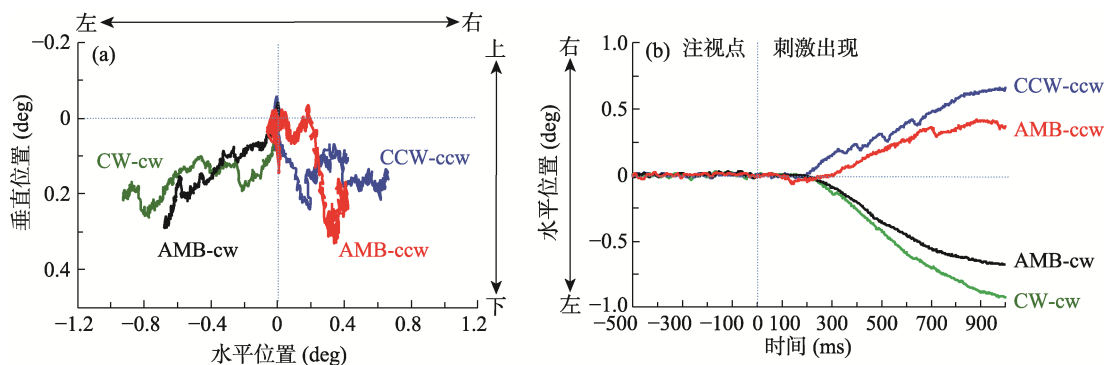 左 右
(a)
上
−0.2
0
0.2
0.4
垂直位置 (deg)
CW-cw
CCW-ccw
AMB-cw
AMB-ccw
下
−1.2 −0.8 −0.4 0 0.4 0.8 1.2
水平位置 (deg)
(b) 注视点 刺激出现
右
1.0
0.5
0
−0.5
−1.0
水平位置 (deg)
左
CCW-ccw
AMB-ccw
AMB-cw
CW-cw
−500 −300 −100 0 100 300 500 700 900
时间 (ms)